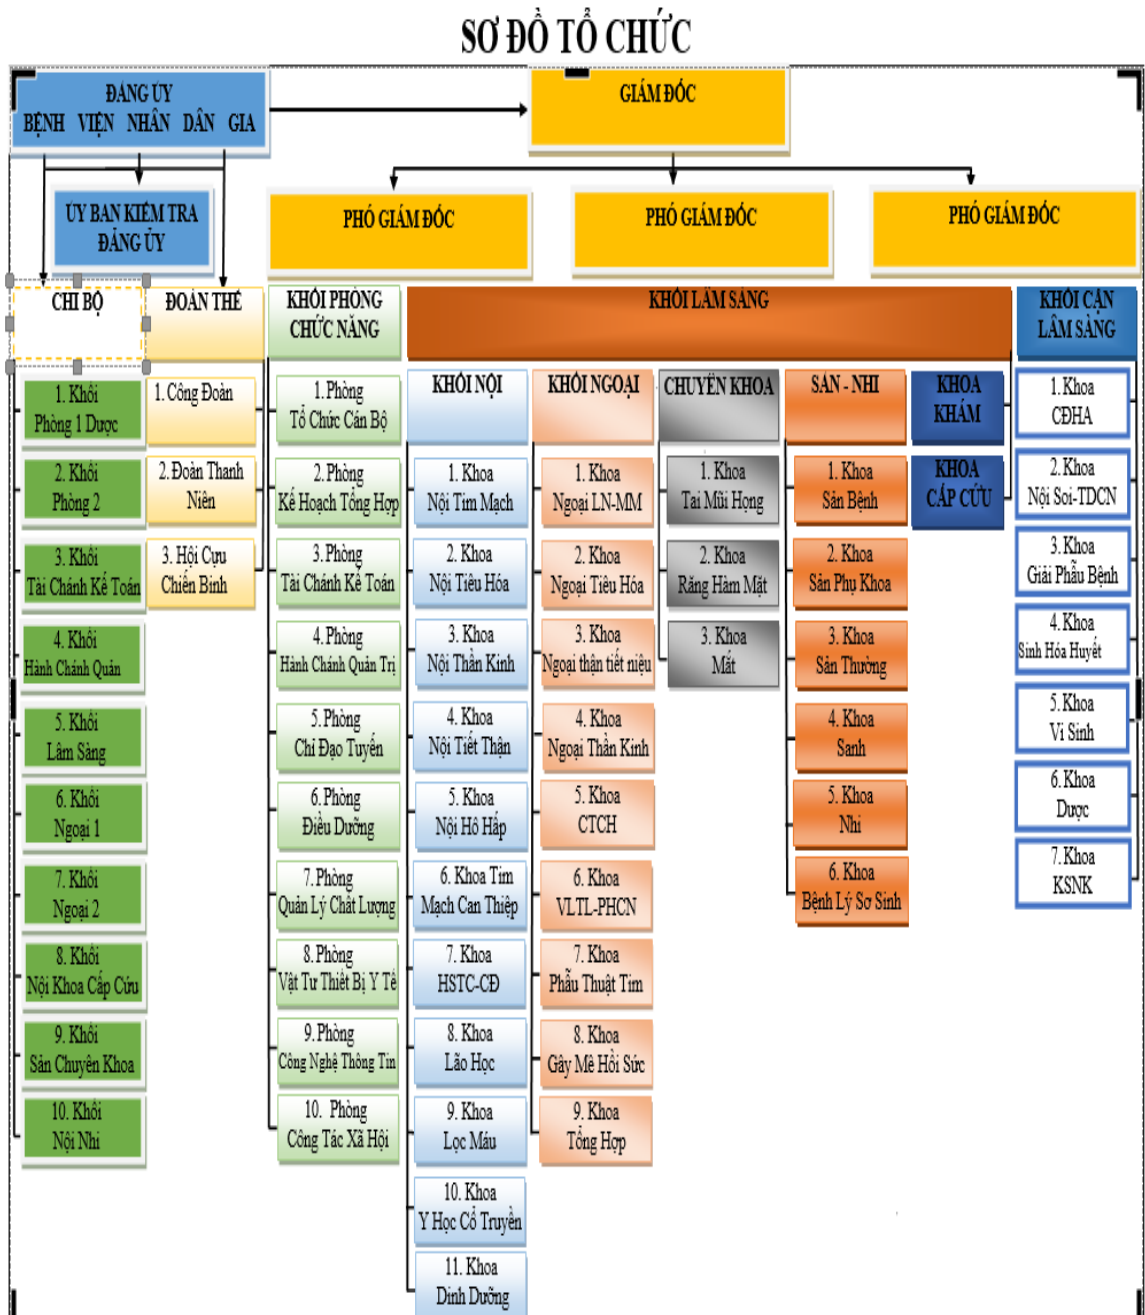 SƠ ĐỒ TỔ CHỨC
ĐẢNG ỦY
BỆNH VIỆN NHÂN DÂN GIA
GIÁM ĐỐC
ỦY BAN KIỂM TRA
ĐẢNG ỦY
PHÓ GIÁM ĐỐC
PHÓ GIÁM ĐỐC
PHÓ GIÁM ĐỐC
CHI BỘ
1. Khối
Phòng 1 Dược
2. Khối
Phòng 2
3. Khối
Tài Chánh Kế Toán
4. Khối
Hành Chánh Quản
5. Khối
Lâm Sàng
6. Khối
Ngoại 1
7. Khối
Ngoại 2
8. Khối
Nội Khoa Cấp Cứu
9. Khối
Sản Chuyên Khoa
10. Khối
Nội Nhi
ĐOÀN THỂ
1. Công Đoàn
2. Đoàn Thanh
Niên
3. Hội Cựu
Chiến Binh
KHỐI PHÒNG
CHỨC NĂNG
1. Phòng
Tổ Chức Cán Bộ
2. Phòng
Kế Hoạch Tổng Hợp
3. Phòng
Tài Chánh Kế Toán
4. Phòng
Hành Chánh Quản Trị
5. Phòng
Chỉ Đạo Tuyến
6. Phòng
Điều Dưỡng
7. Phòng
Quản Lý Chất Lượng
8. Phòng
Vật Tư Thiết Bị Y Tế
9. Phòng
Công Nghệ Thông Tin
10. Phòng
Công Tác Xã Hội
KHỐI LÂM SÀNG
KHỐI NỘI
1. Khoa
Nội Tim Mạch
2. Khoa
Nội Tiêu Hóa
3. Khoa
Nội Thần Kinh
4. Khoa
Nội Tiết Thận
5. Khoa
Nội Hô Hấp
6. Khoa Tim
Mạch Can Thiệp
7. Khoa
HSTC-CĐ
8. Khoa
Lão Học
9. Khoa
Lọc Máu
10. Khoa
Y Học Cổ Truyền
11. Khoa
Dinh Dưỡng
KHỐI NGOẠI
1. Khoa
Ngoại LN-MM
2. Khoa
Ngoại Tiêu Hóa
3. Khoa
Ngoại thận tiết niệu
4. Khoa
Ngoại Thần Kinh
5. Khoa
CTCH
6. Khoa
VLTL-PHCN
7. Khoa
Phẫu Thuật Tim
8. Khoa
Gây Mê Hồi Sức
9. Khoa
Tổng Hợp
CHUYÊN KHOA
1. Khoa
Tai Mũi Họng
2. Khoa
Răng Hàm Mặt
3. Khoa
Mắt
SẢN - NHI
1. Khoa
Sản Bệnh
2. Khoa
Sản Phụ Khoa
3. Khoa
Sản Thường
4. Khoa
Sanh
5. Khoa
Nhi
6. Khoa
Bệnh Lý Sơ Sinh
KHOA
KHÁM
KHOA
CẤP CỨU
KHỐI CẬN
LÂM SÀNG
1. Khoa
CĐHA
2. Khoa
Nội Soi-TDCN
3. Khoa
Giải Phẫu Bệnh
4. Khoa
Sinh Hóa Huyết
5. Khoa
Vi Sinh
6. Khoa
Dược
7. Khoa
KSNK